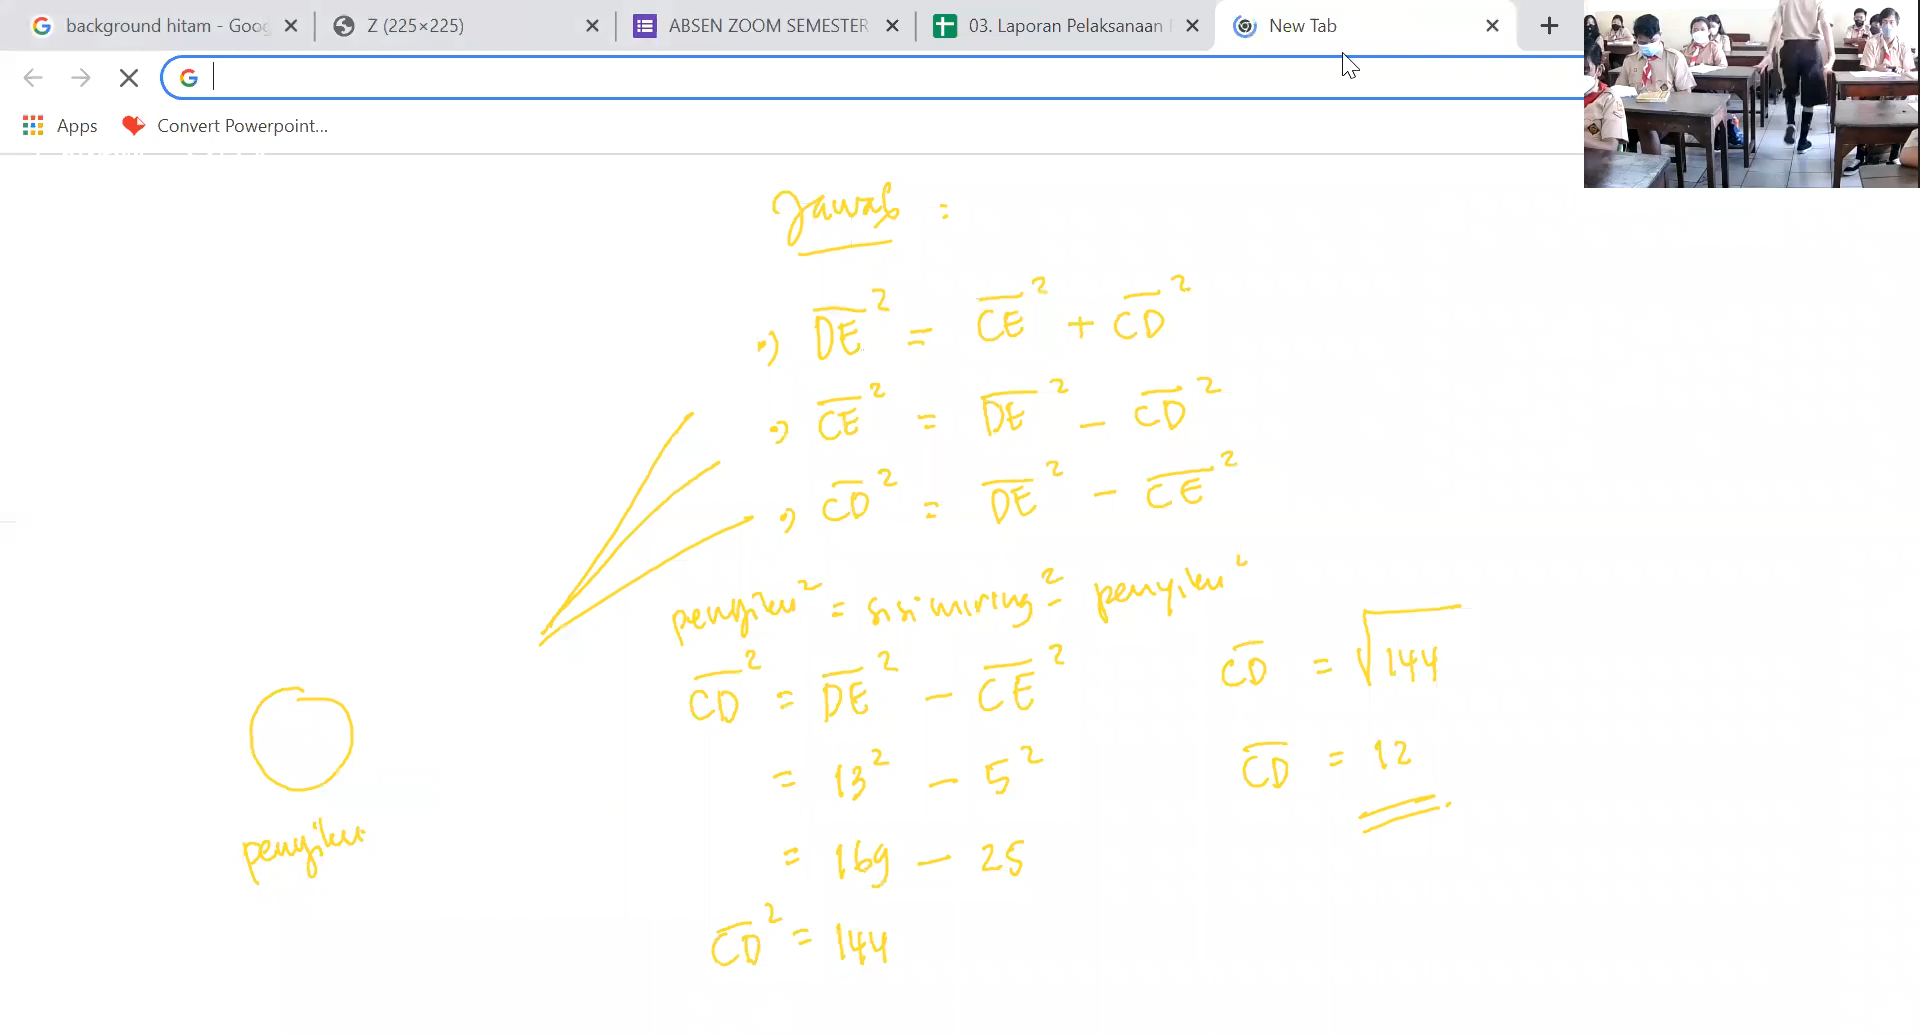 background hitam - Goog
Z (225×225)
ABSEN ZOOM SEMESTER
03. Laporan Pelaksanaan
New Tab
Apps
Convert Powerpoint...
Jawab :
•) DE² = CE² + CD²
•) CE² = DE² - CD²
•) CD² = DE² - CE²
penyiku² = sisi miring² - penyiku²
CD² = DE² - CE²
= 13² - 5²
= 169 - 25
CD² = 144
CD = √144
CD = 12
penyiku